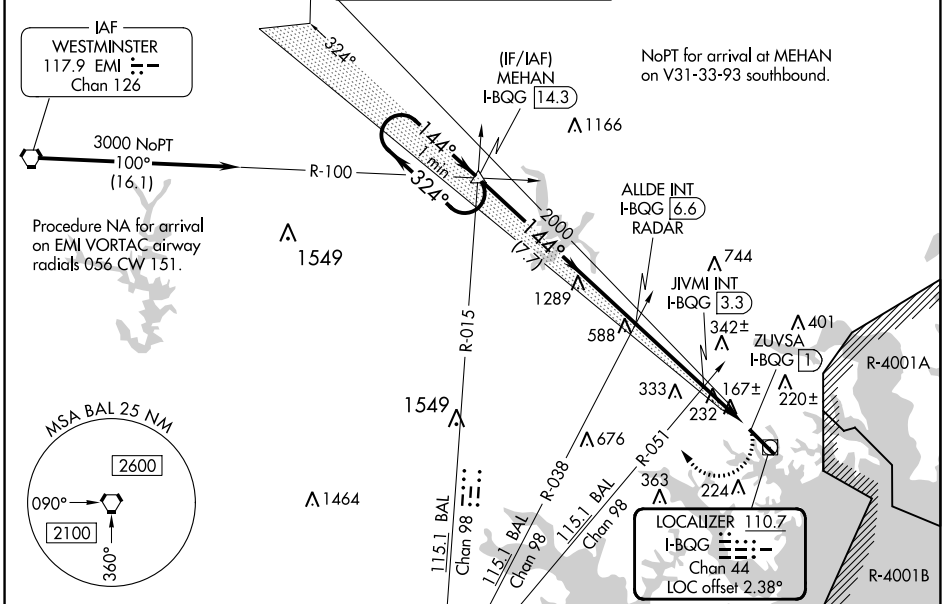 IAF
WESTMINSTER
117.9 EMI
Chan 126
3000 NoPT
100°
(16.1)
R-100
Procedure NA for arrival
on EMI VORTAC airway
radials 056 CW 151.
324°
144°
1 min
324°
(IF/IAF)
MEHAN
I-BQG 14.3
NoPT for arrival at MEHAN
on V31-33-93 southbound.
1166
1549
2000
144°
(7.7)
ALLDE INT
I-BQG 6.6
RADAR
744
1289
588
JIVMI INT
I-BQG 3.3
342±
401
ZUVSA
I-BQG 1
R-4001A
333
232
167±
220±
R-015
1549
676
R-051
R-038
363
224
1464
MSA BAL 25 NM
2600
090°
2100
360°
115.1 BAL
Chan 98
115.1 BAL
Chan 98
115.1 BAL
Chan 98
LOCALIZER 110.7
I-BQG
Chan 44
LOC offset 2.38°
R-4001B